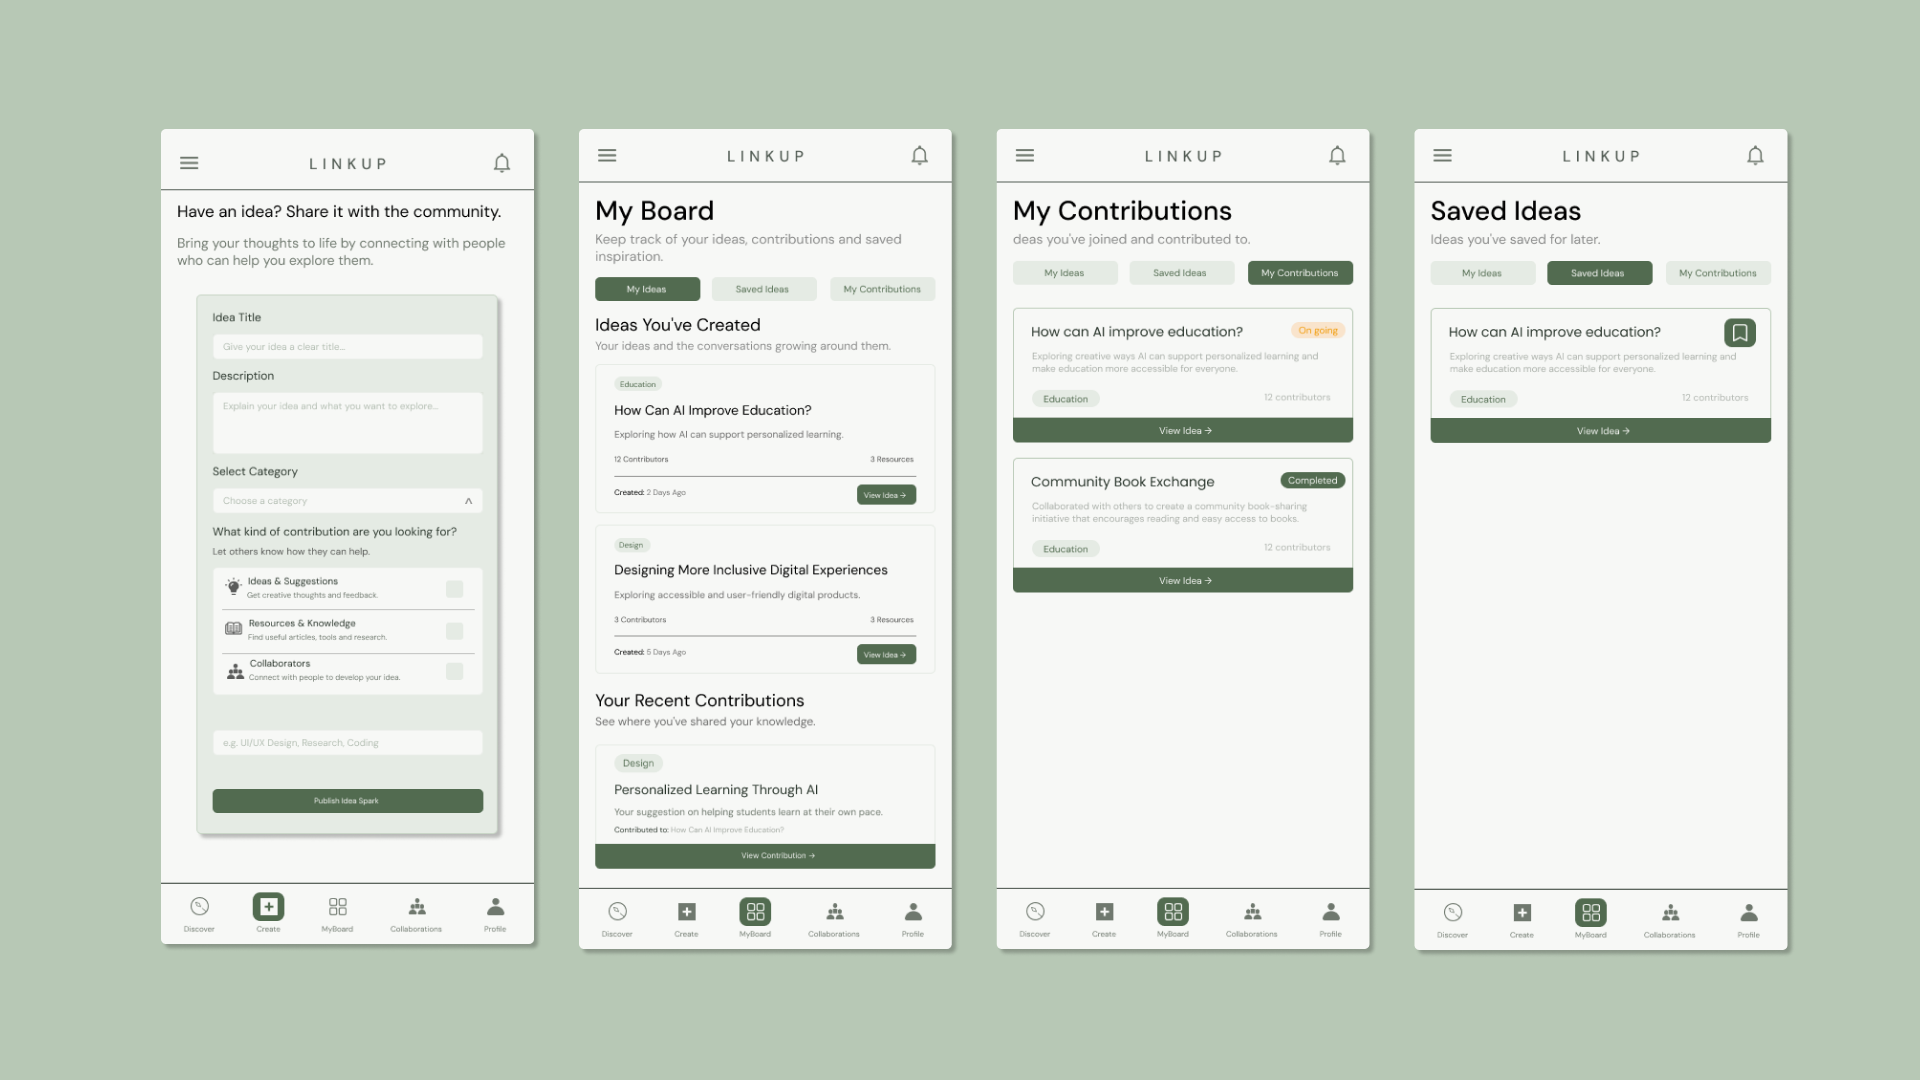 LINKUP
Have an idea? Share it with the community.
Bring your thoughts to life by connecting with people
who can help you explore them.
Idea Title
Give your idea a clear title...
Description
Explain your idea and what you want to explore...
Select Category
Choose a category
What kind of contribution are you looking for?
Let others know how they can help.
Ideas & Suggestions
Get creative thoughts and feedback.
Resources & Knowledge
Find useful articles, tools and research.
Collaborators
Connect with people to develop your idea.
e.g. UI/UX Design, Research, Coding
Publish Idea Spark
Discover Create MyBoard Collaborations Profile
LINKUP
My Board
Keep track of your ideas, contributions and saved
inspiration.
My Ideas Saved Ideas My Contributions
Ideas You've Created
Your ideas and the conversations growing around them.
Education
How Can AI Improve Education?
Exploring how AI can support personalized learning.
12 Contributors 3 Resources
Created: 2 Days Ago View Idea →
Design
Designing More Inclusive Digital Experiences
Exploring accessible and user-friendly digital products.
3 Contributors 3 Resources
Created: 5 Days Ago View Idea →
Your Recent Contributions
See where you've shared your knowledge.
Design
Personalized Learning Through AI
Your suggestion on helping students learn at their own pace.
Contributed to: How Can AI Improve Education?
View Contribution →
Discover Create MyBoard Collaborations Profile
LINKUP
My Contributions
deas you've joined and contributed to.
My Ideas Saved Ideas My Contributions
How can AI improve education? On going
Exploring creative ways AI can support personalized learning and
make education more accessible for everyone.
Education 12 contributors
View Idea →
Community Book Exchange Completed
Collaborated with others to create a community book-sharing
initiative that encourages reading and easy access to books.
Education 12 contributors
View Idea →
Discover Create MyBoard Collaborations Profile
LINKUP
Saved Ideas
Ideas you've saved for later.
My Ideas Saved Ideas My Contributions
How can AI improve education?
Exploring creative ways AI can support personalized learning and
make education more accessible for everyone.
Education 12 contributors
View Idea →
Discover Create MyBoard Collaborations Profile